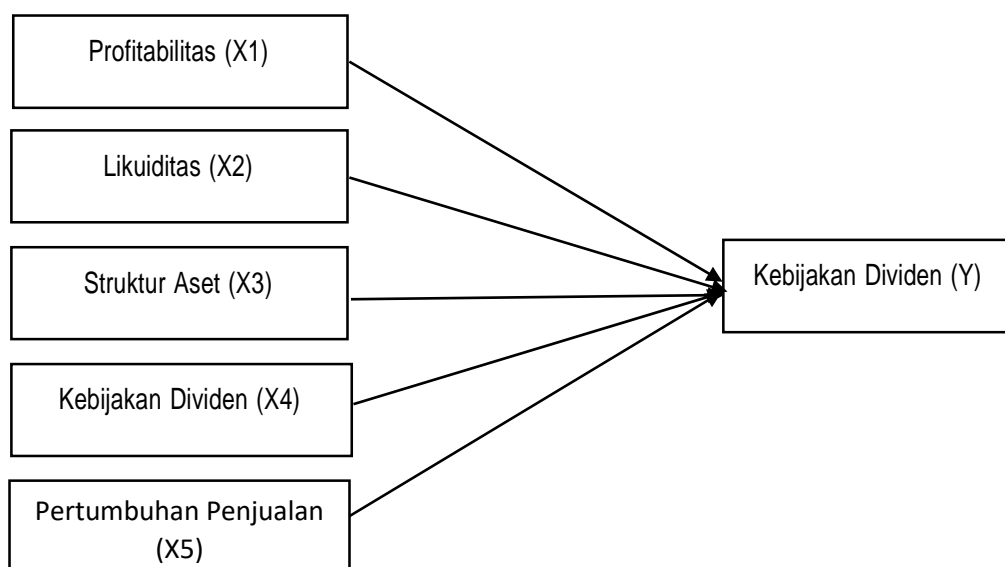 Profitabilitas (X1)
Likuiditas (X2)
Struktur Aset (X3)
Kebijakan Dividen (Y)
Kebijakan Dividen (X4)
Pertumbuhan Penjualan
(X5)